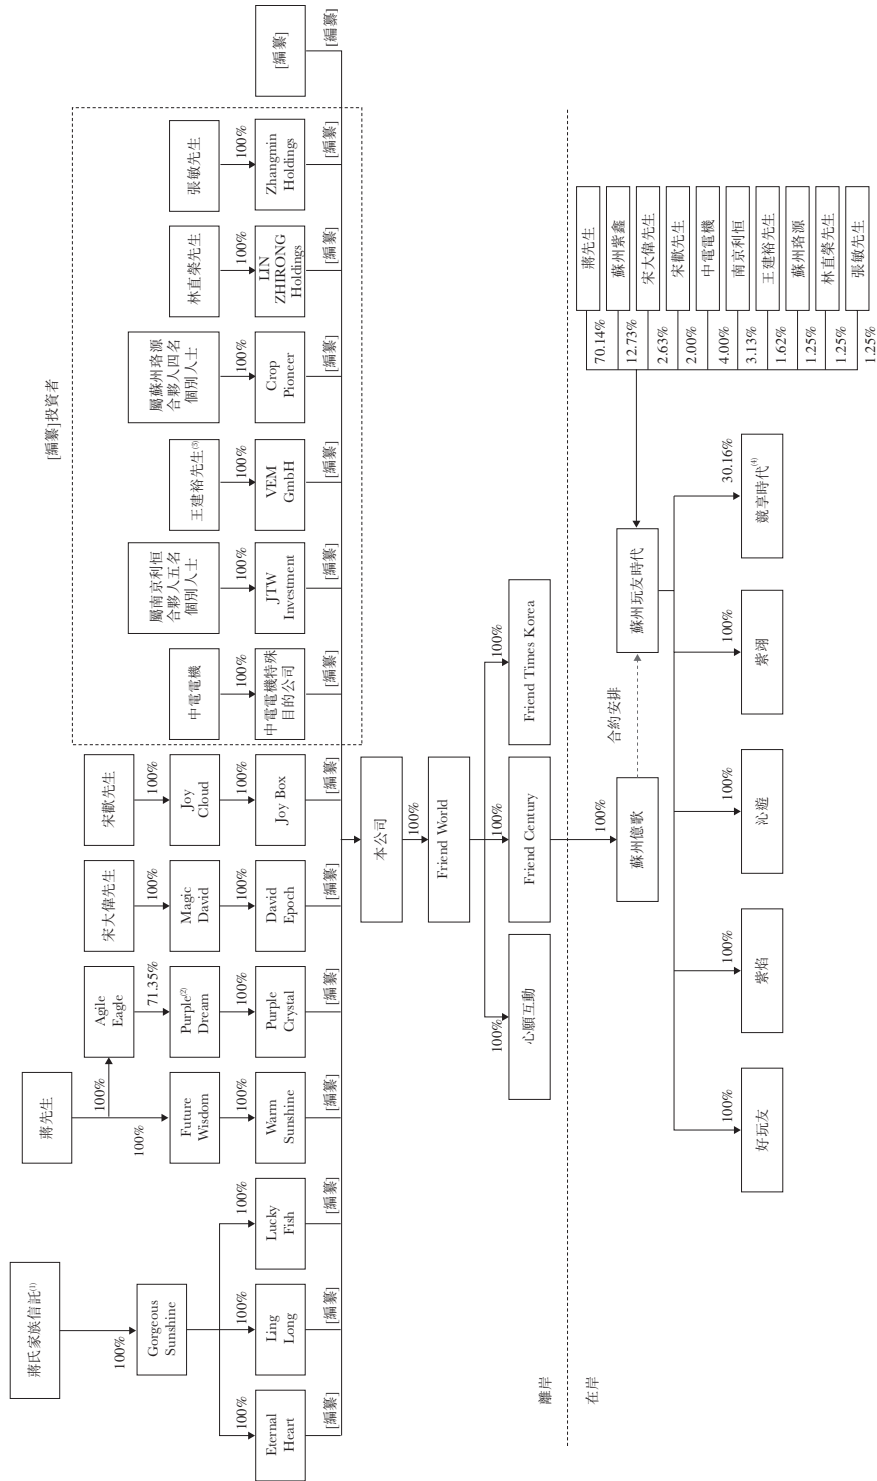 蔣氏家族信託⁽¹⁾
100%
Gorgeous
Sunshine
100%
100%
100%
Eternal
Heart
Ling
Long
Lucky
Fish
[編纂]
[編纂]
[編纂]
蔣先生
100%
100%
Agile
Eagle
71.35%
Future
Wisdom
Purple⁽²⁾
Dream
100%
100%
Warm
Sunshine
Purple
Crystal
[編纂]
[編纂]
宋大偉先生
100%
Magic
David
100%
David
Epoch
[編纂]
宋歡先生
100%
Joy
Cloud
100%
Joy Box
[編纂]
[編纂]投資者
中電電機
100%
中電電機特殊
目的公司
[編纂]
屬南京利恒
合夥人五名
個別人士
100%
JTW
Investment
[編纂]
王建裕先生⁽³⁾
100%
VEM
GmbH
[編纂]
屬蘇州珞源
合夥人四名
個別人士
100%
Crop
Pioneer
[編纂]
林直榮先生
100%
LIN
ZHIRONG
Holdings
[編纂]
張敏先生
100%
Zhangmin
Holdings
[編纂]
[編纂]
[編纂]
本公司
100%
Friend World
100%
100%
100%
心願互動
Friend Century
Friend Times Korea
離岸
在岸
100%
蘇州億歌
合約安排
蘇州玩友時代
70.14%
蔣先生
12.73%
蘇州紫鑫
2.63%
宋大偉先生
2.00%
宋歡先生
4.00%
中電電機
3.13%
南京利恒
1.62%
王建裕先生
1.25%
蘇州珞源
1.25%
林直榮先生
1.25%
張敏先生
100%
100%
100%
100%
30.16%
好玩友
紫焰
沁遊
紫翊
競享時代⁽⁴⁾